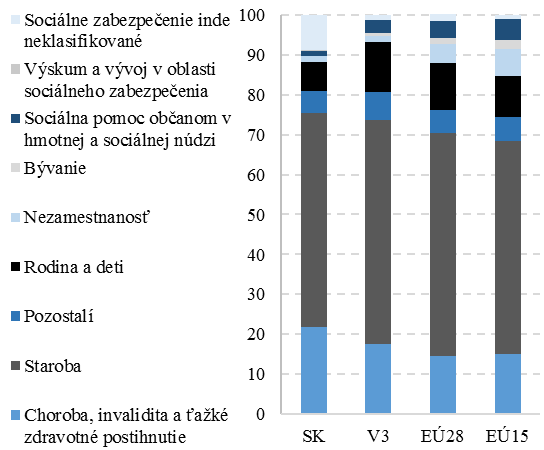 Sociálne zabezpečenie inde
neklasifikované
Výskum a vývoj v oblasti
sociálneho zabezpečenia
Sociálna pomoc občanom v
hmotnej a sociálnej núdzi
Bývanie
Nezamestnanosť
Rodina a deti
Pozostalí
Staroba
Choroba, invalidita a ťažké
zdravotné postihnutie
100
90
80
70
60
50
40
30
20
10
0
SK V3 EÚ28 EÚ15